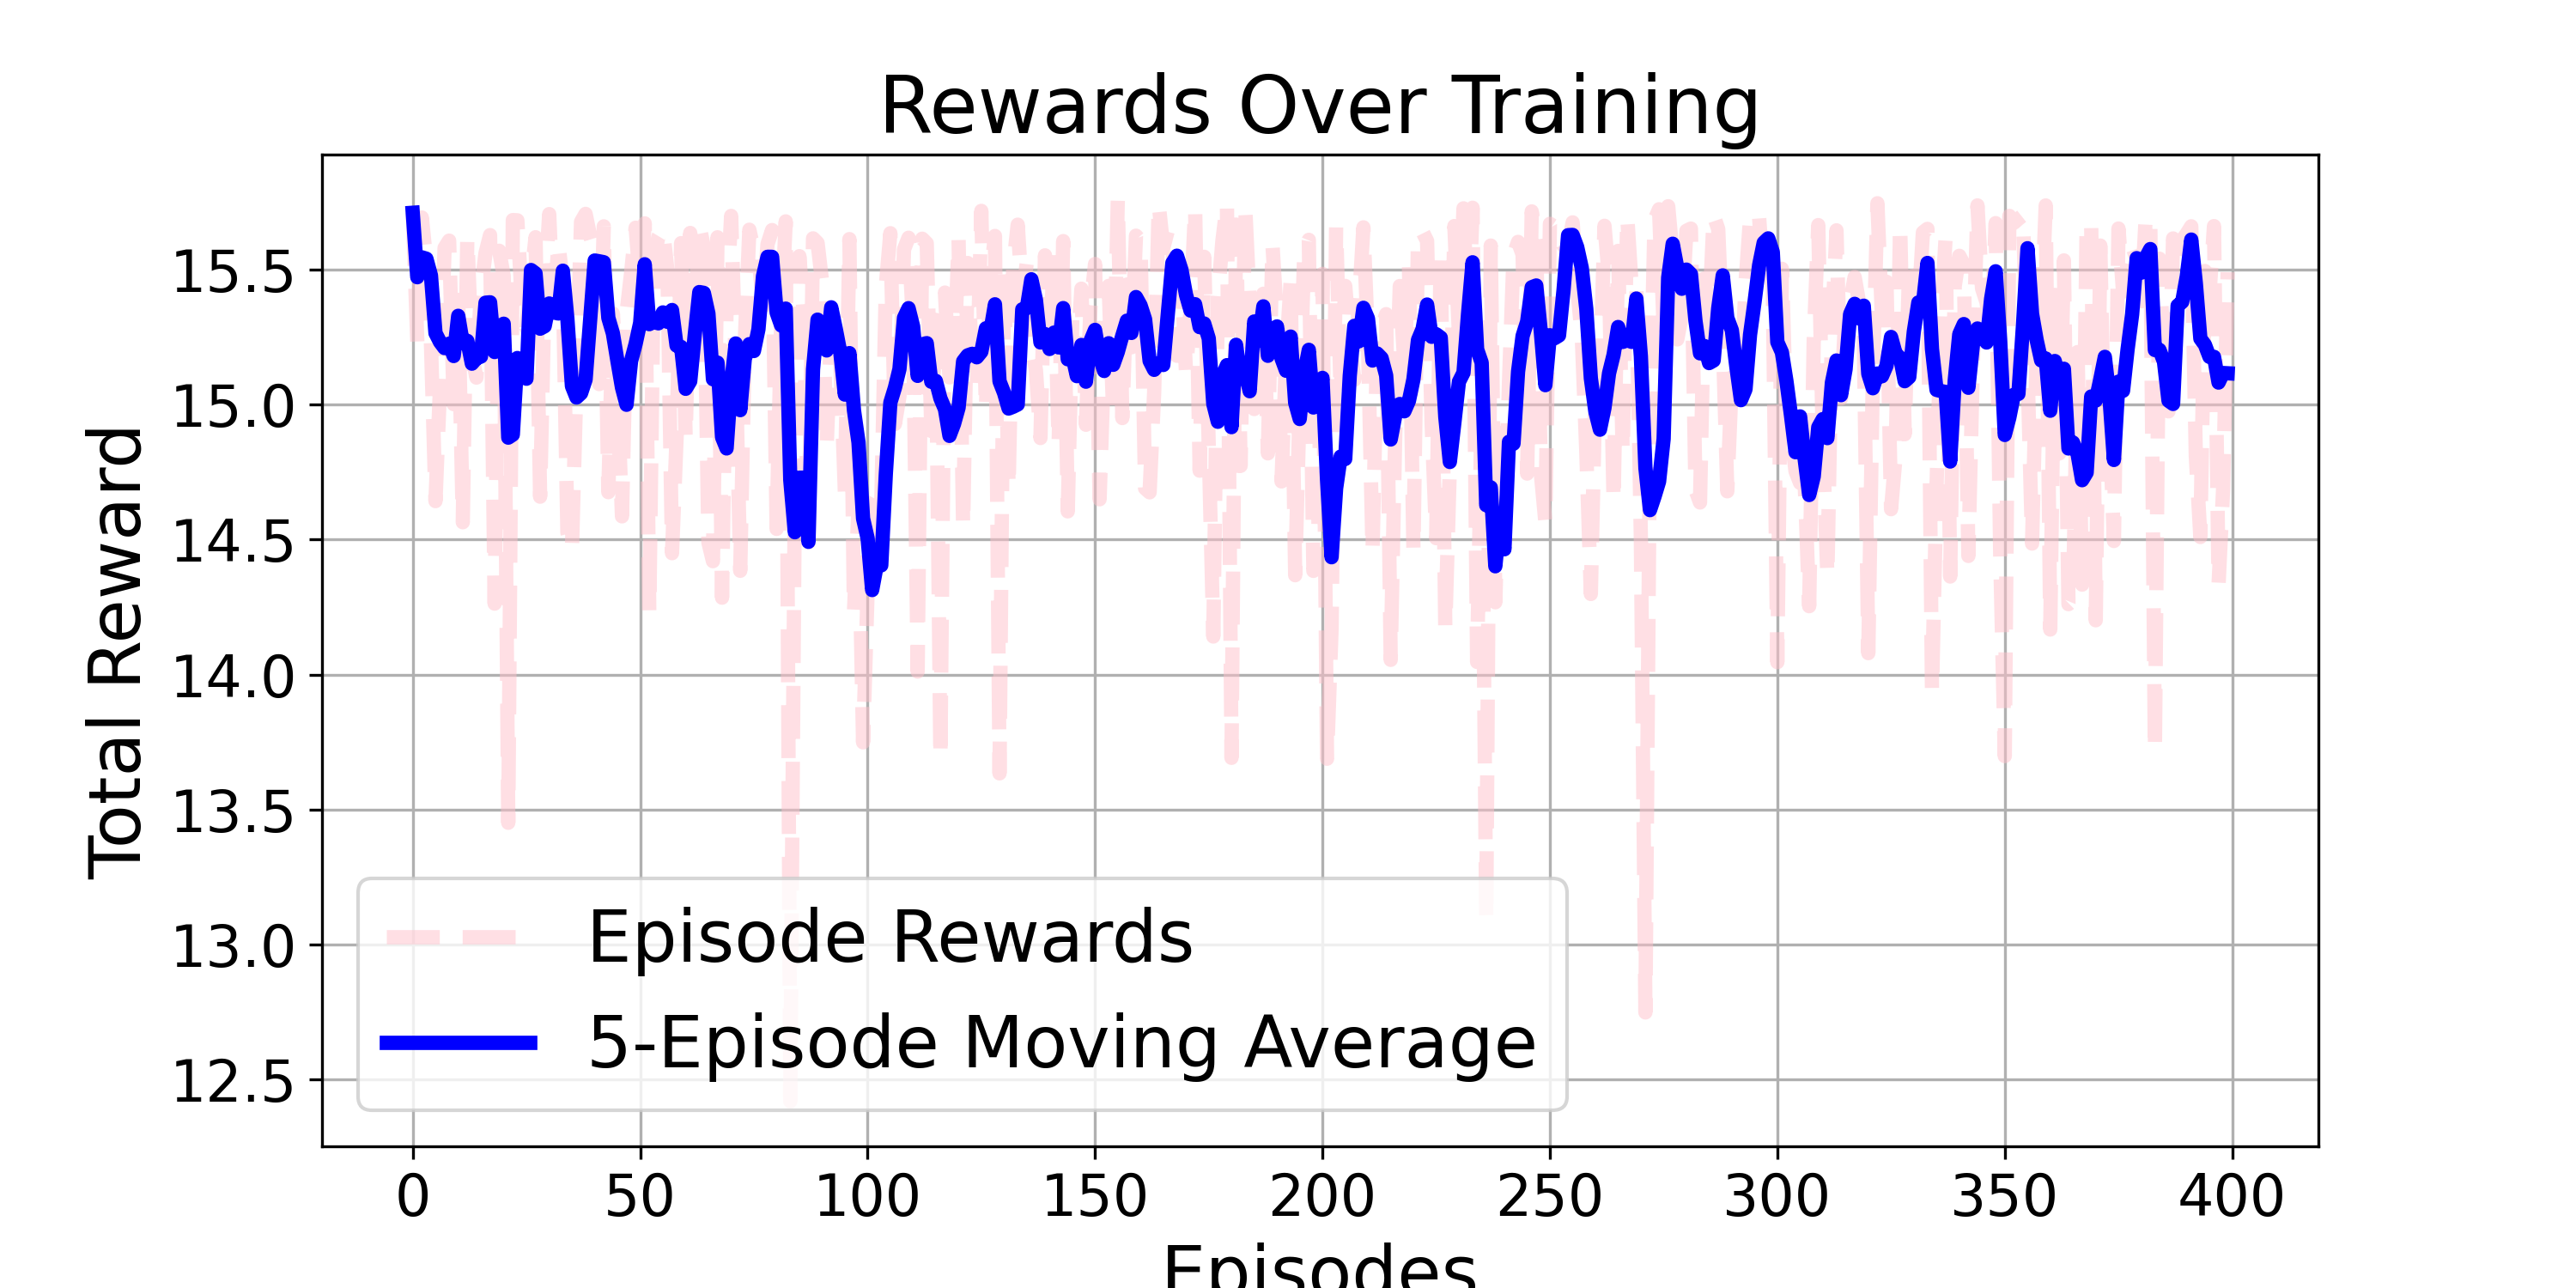 Rewards Over Training
Total Reward
15.5
15.0
14.5
14.0
13.5
13.0
12.5
Episode Rewards
5-Episode Moving Average
0 50 100 150 200 250 300 350 400
Episodes